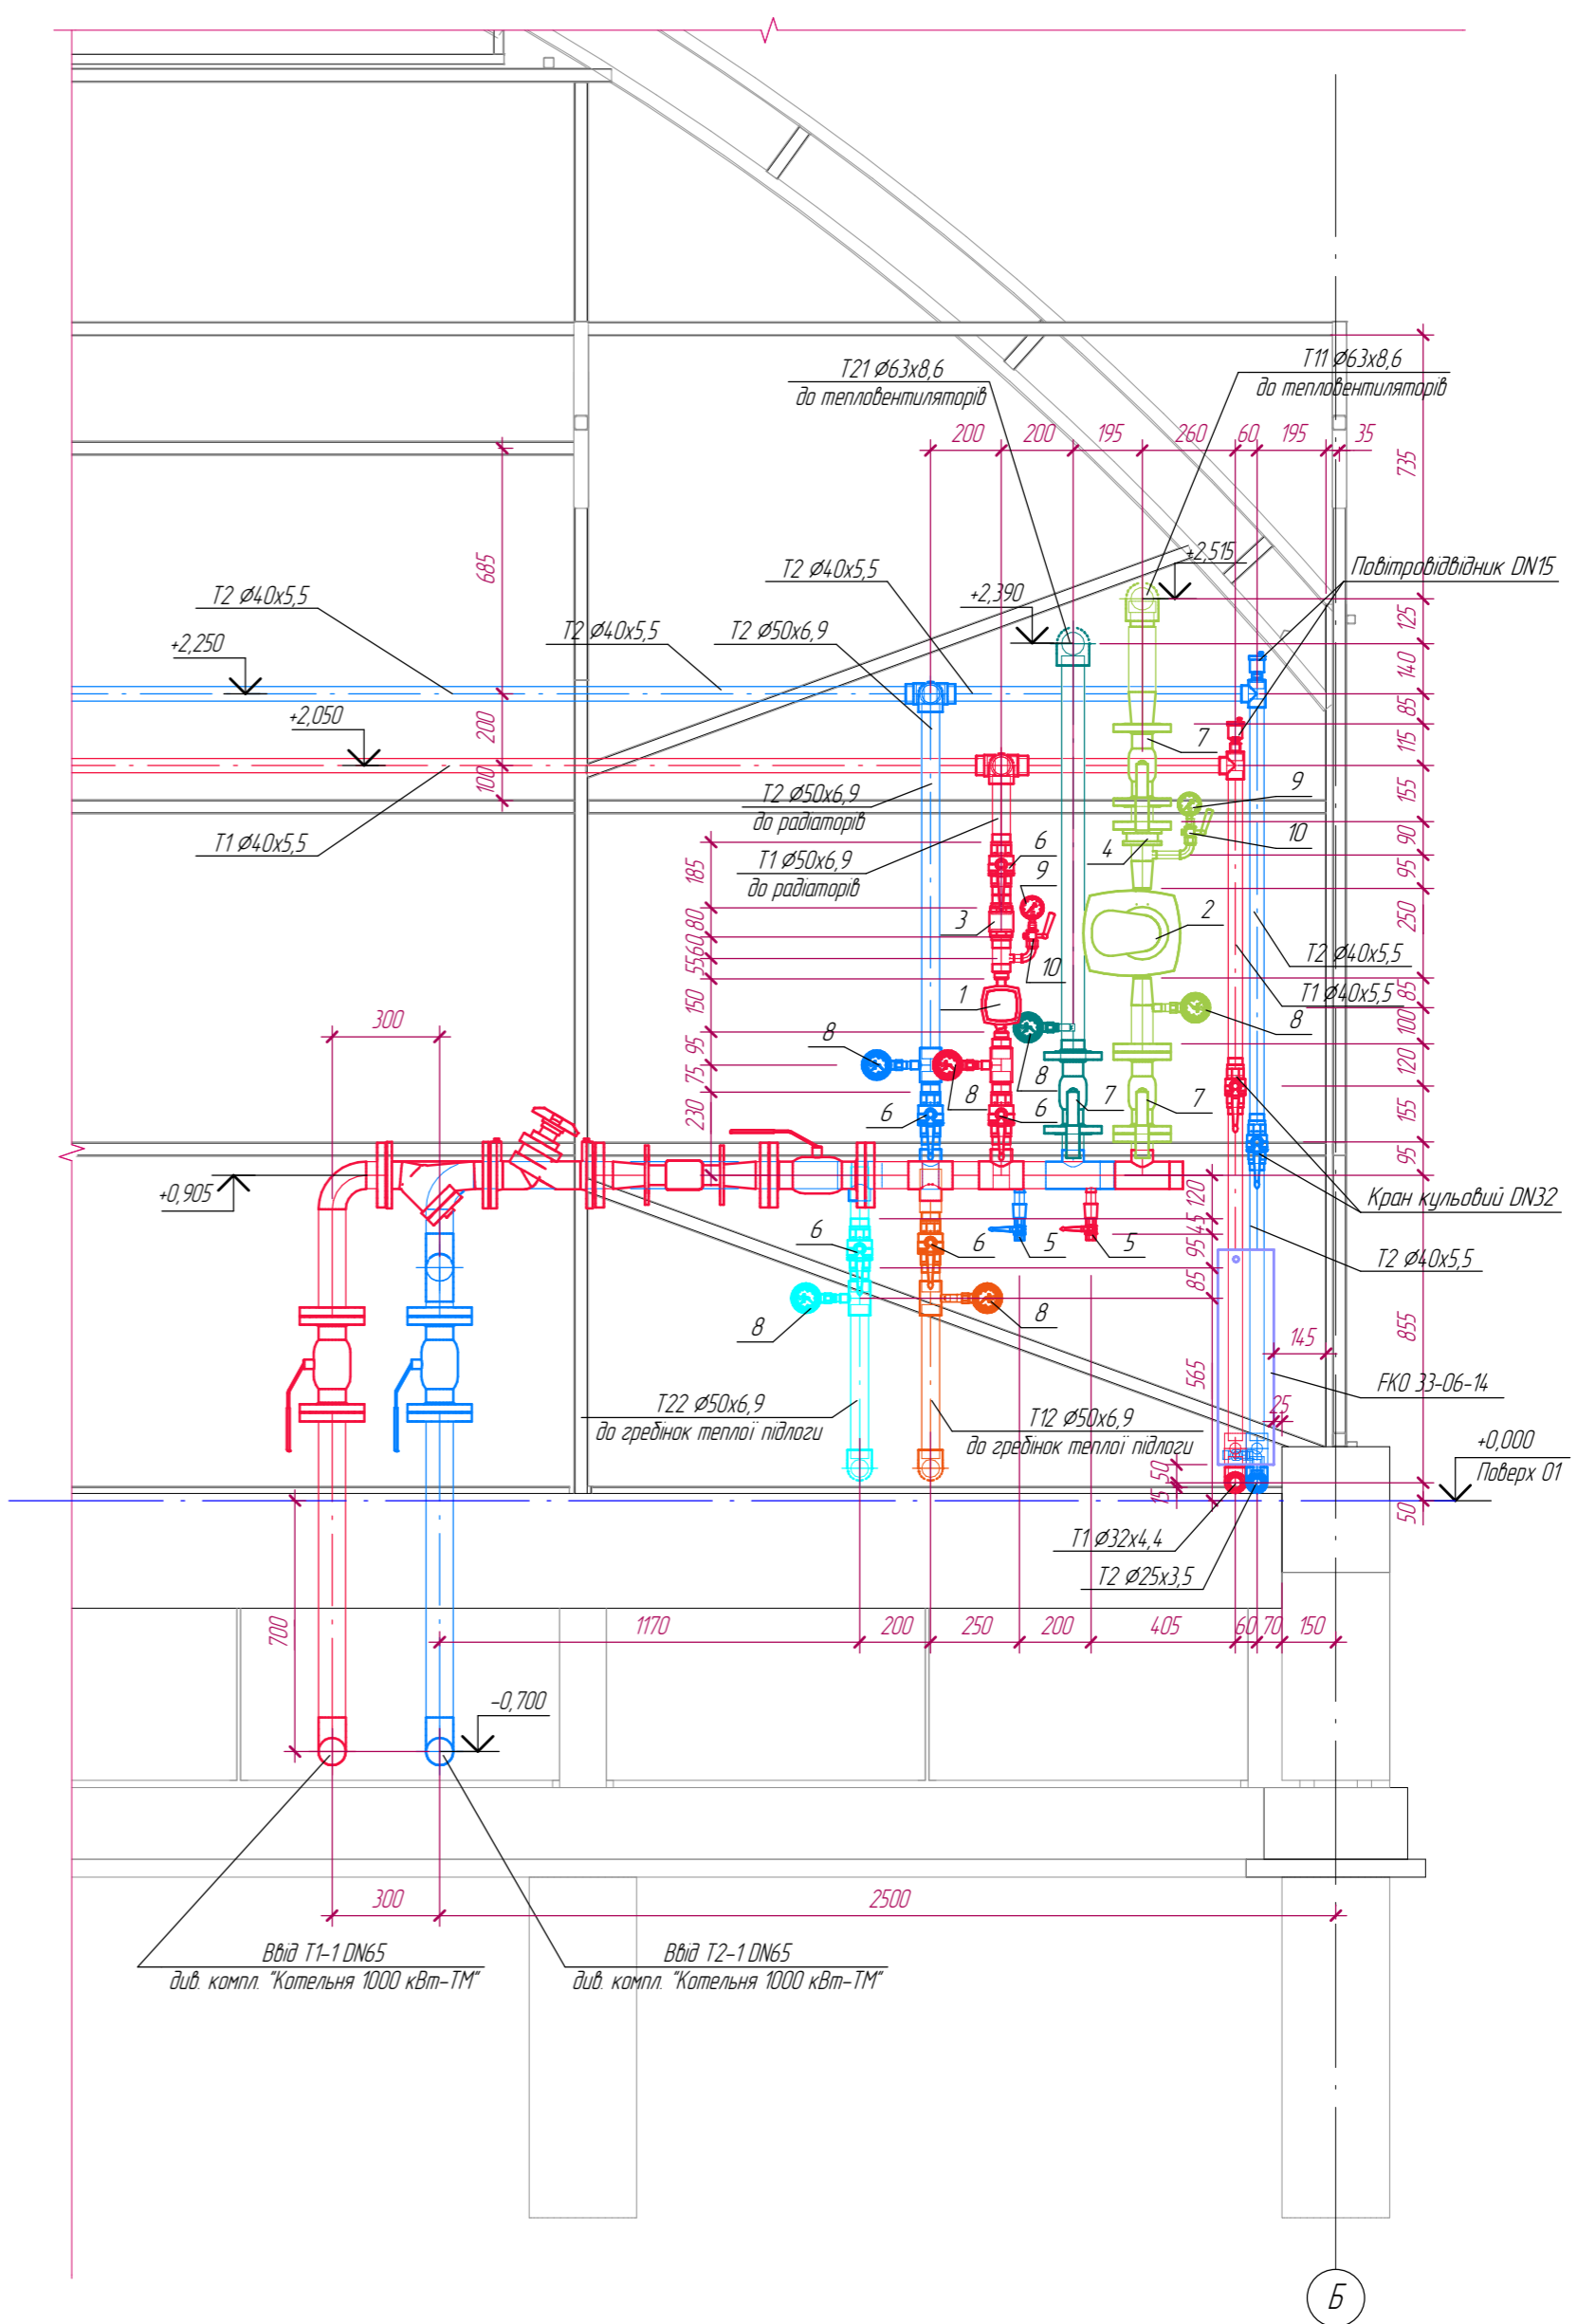 Т21 Ø63х8,6
до тепловентиляторів
Т11 Ø63х8,6
до тепловентиляторів
200
200
195
260
60
195
35
735
685
Т2 Ø40х5,5
+2,515
Повітровідвідник DN15
Т2 Ø40х5,5
+2,390
125
Т2 Ø40х5,5
Т2 Ø50х6,9
+2,250
140
85
+2,050
200
7
115
100
9
155
Т2 Ø50х6,9
до радіаторів
Т1 Ø40х5,5
10
90
4
6
Т1 Ø50х6,9
до радіаторів
185
9
95
3
80
2
250
60
Т2 Ø40х5,5
55
10
1
Т1 Ø40х5,5
85
150
300
8
100
8
95
8
120
75
8
6
6
7
7
230
155
95
+0,905
120
Кран кульовий DN32
6
6
5
5
45
95
Т2 Ø40х5,5
85
8
8
855
145
565
FKO 33-06-14
Т22 Ø50х6,9
до гребінок теплої підлоги
Т12 Ø50х6,9
до гребінок теплої підлоги
25
+0,000
Поверх 01
50
50
15
50
Т1 Ø32х4,4
Т2 Ø25х3,5
700
1170
200
250
200
405
60
70
150
-0,700
300
2500
Ввід Т1-1 DN65
див. компл. "Котельня 1000 кВт-ТМ"
Ввід Т2-1 DN65
див. компл. "Котельня 1000 кВт-ТМ"
Б